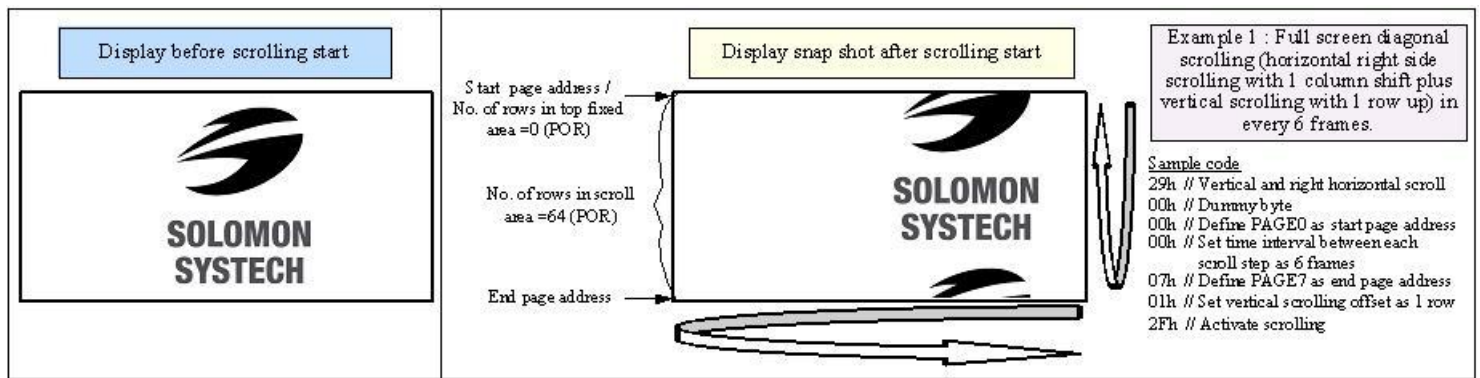 Display before scrolling start
SOLOMON
SYSTECH
Display snap shot after scrolling start
Start page address /
No. of rows in top fixed
area =0 (POR)
No. of rows in scroll
area =64 (POR)
End page address
SOLOMON
SYSTECH
Example 1 : Full screen diagonal
scrolling (horizontal right side
scrolling with 1 column shift plus
vertical scrolling with 1 row up) in
every 6 frames.
Sample code
29h // Vertical and right horizontal scroll
00h // Dummy byte
00h // Define PAGE0 as start page address
00h // Set time interval between each
scroll step as 6 frames
07h // Define PAGE7 as end page address
01h // Set vertical scrolling offset as 1 row
2Fh // Activate scrolling